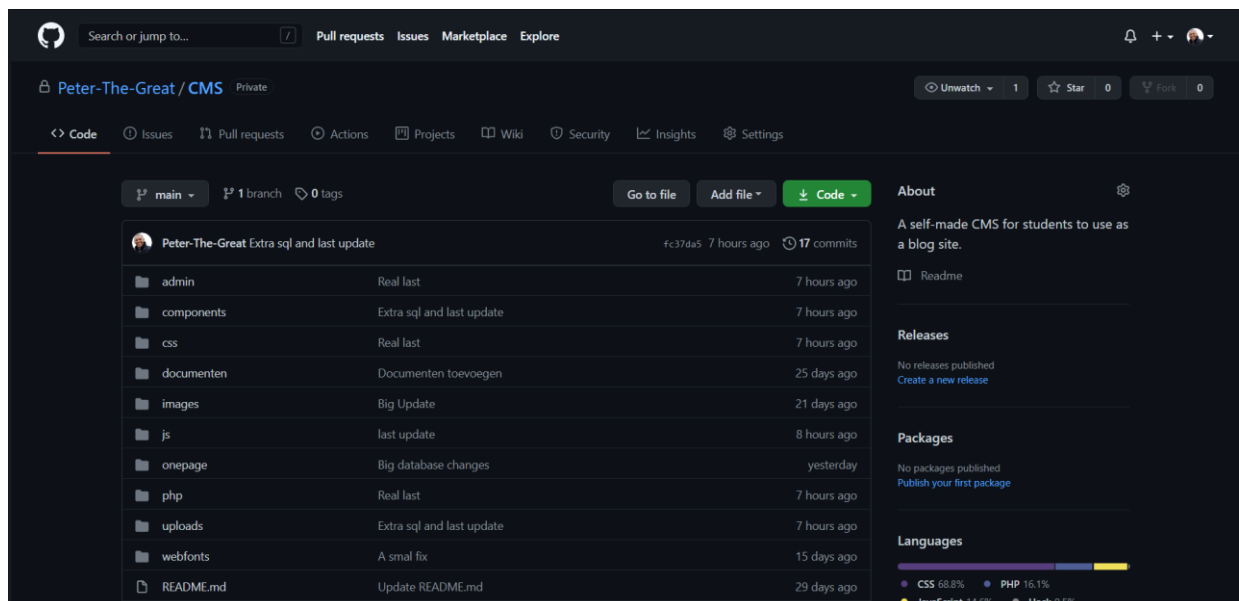 Search or jump to... / Pull requests Issues Marketplace Explore
Peter-The-Great / CMS Private Unwatch 1 Star 0 Fork 0
Code Issues Pull requests Actions Projects Wiki Security Insights Settings
main 1 branch 0 tags Go to file Add file Code
Peter-The-Great Extra sql and last update fc37da5 7 hours ago 17 commits
admin Real last 7 hours ago
components Extra sql and last update 7 hours ago
css Real last 7 hours ago
documenten Documenten toevoegen 25 days ago
images Big Update 21 days ago
js last update 8 hours ago
onepage Big database changes yesterday
php Real last 7 hours ago
uploads Extra sql and last update 7 hours ago
webfonts A smal fix 15 days ago
README.md Update README.md 29 days ago
About
A self-made CMS for students to use as
a blog site.
Readme
Releases
No releases published
Create a new release
Packages
No packages published
Publish your first package
Languages
CSS 68.8% PHP 16.1%